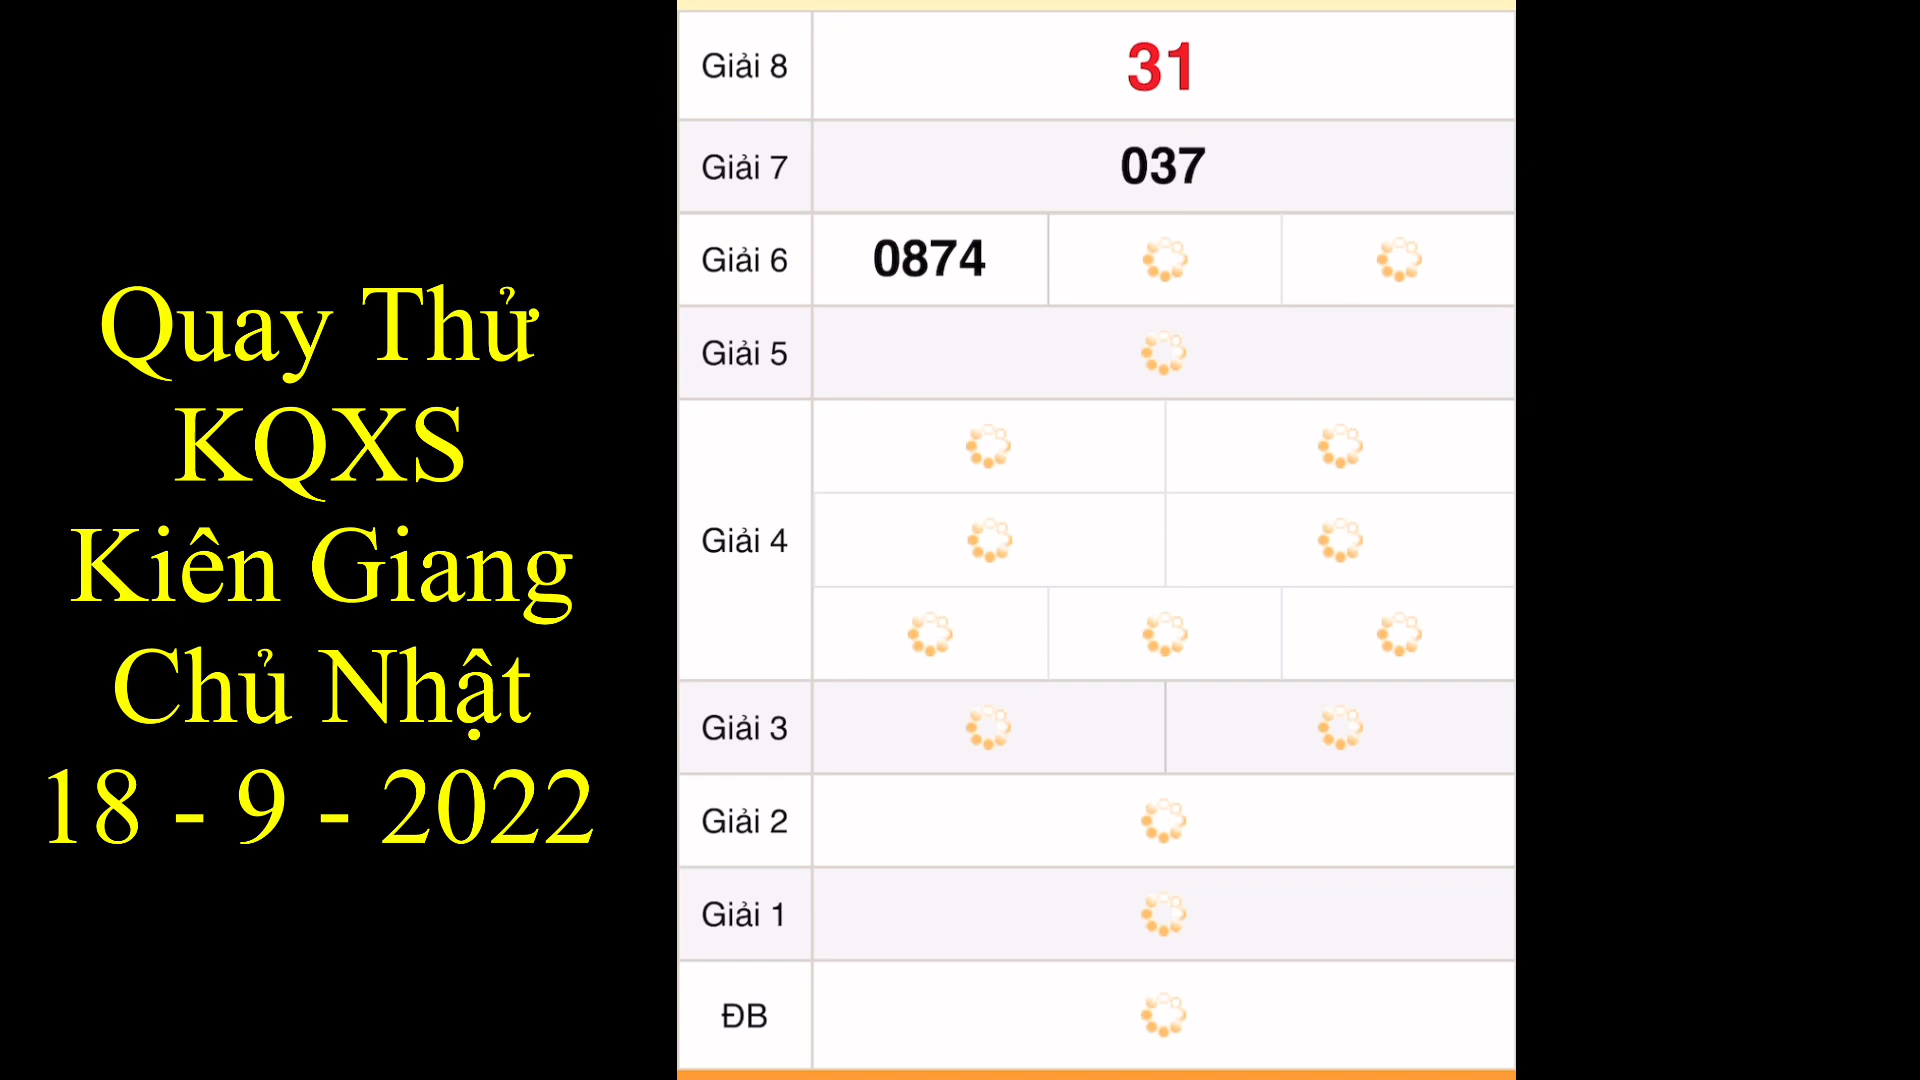 Quay Thử
KQXS
Kiên Giang
Chủ Nhật
18 - 9 - 2022
Giải 8 31
Giải 7 037
Giải 6 0874
Giải 5
Giải 4
Giải 3
Giải 2
Giải 1
ĐB